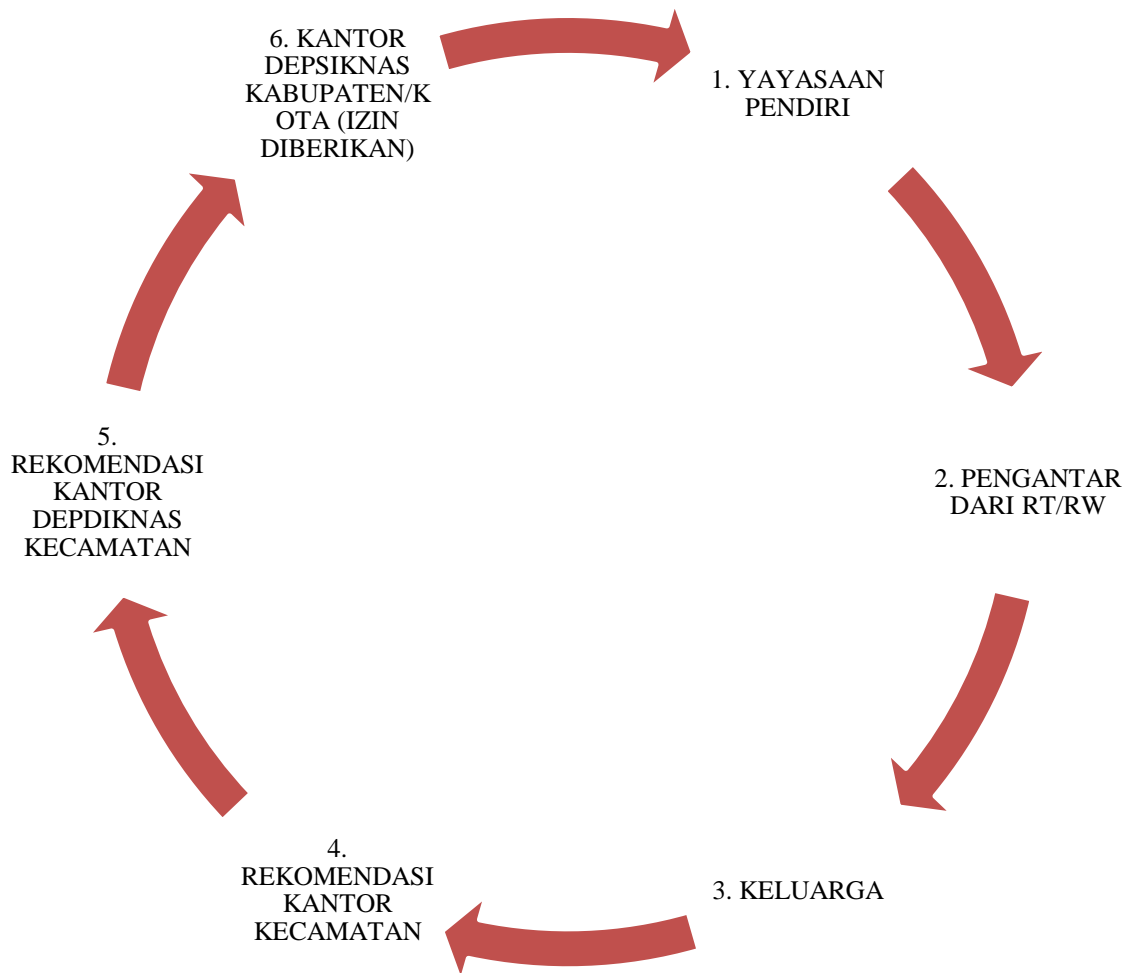 1. YAYASAAN
PENDIRI
2. PENGANTAR
DARI RT/RW
3. KELUARGA
4.
REKOMENDASI
KANTOR
KECAMATAN
5.
REKOMENDASI
KANTOR
DEPDIKNAS
KECAMATAN
6. KANTOR
DEPSIKNAS
KABUPATEN/K
OTA (IZIN
DIBERIKAN)